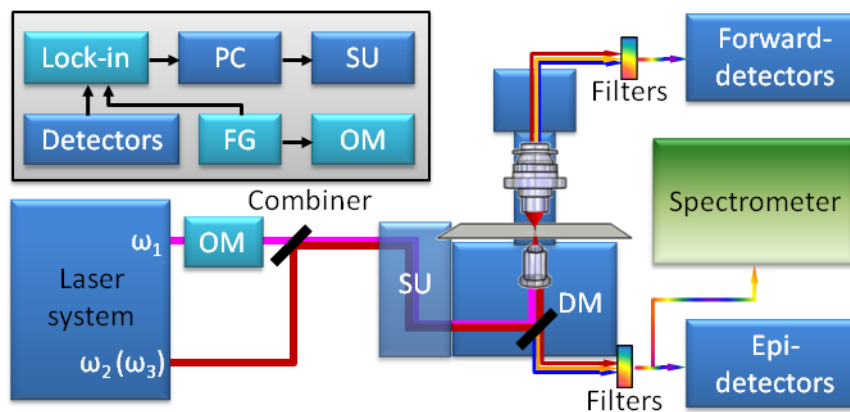 Lock-in
PC
SU
Detectors
FG
OM
Forward-
detectors
Filters
Combiner
Spectrometer
ω1
OM
Laser
system
SU
DM
ω2 (ω3)
Filters
Epi-
detectors